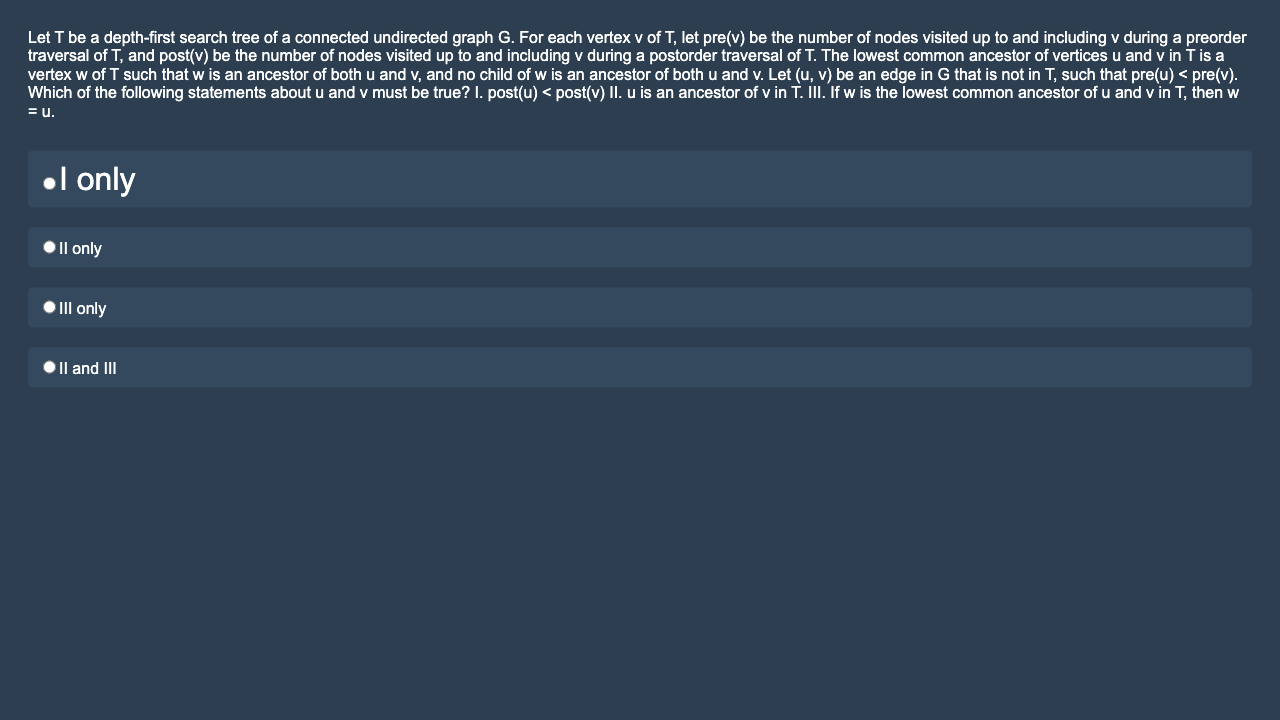 Let T be a depth-first search tree of a connected undirected graph G. For each vertex v of T, let pre(v) be the number of nodes visited up to and including v during a preorder
traversal of T, and post(v) be the number of nodes visited up to and including v during a postorder traversal of T. The lowest common ancestor of vertices u and v in T is a
vertex w of T such that w is an ancestor of both u and v, and no child of w is an ancestor of both u and v. Let (u, v) be an edge in G that is not in T, such that pre(u) < pre(v).
Which of the following statements about u and v must be true? I. post(u) < post(v) II. u is an ancestor of v in T. III. If w is the lowest common ancestor of u and v in T, then w
= u.
I only
II only
III only
II and III